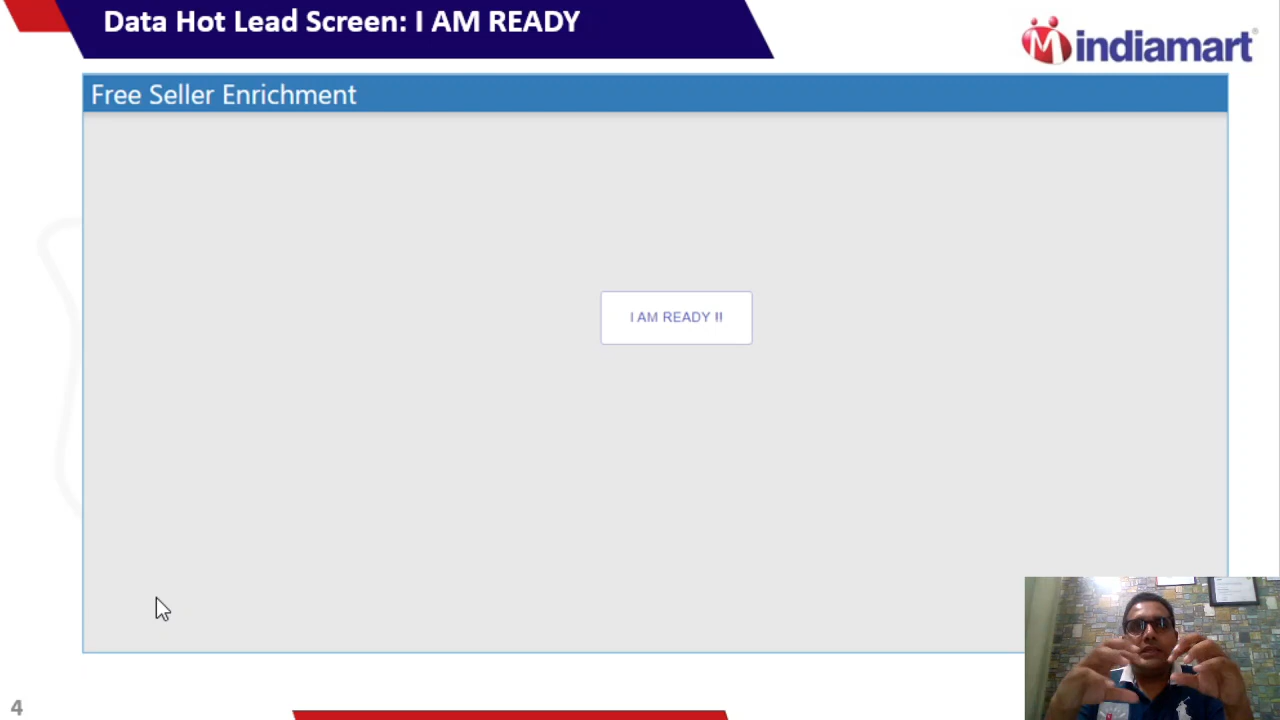 Data Hot Lead Screen: I AM READY
indiamart
Free Seller Enrichment
I AM READY !!
4